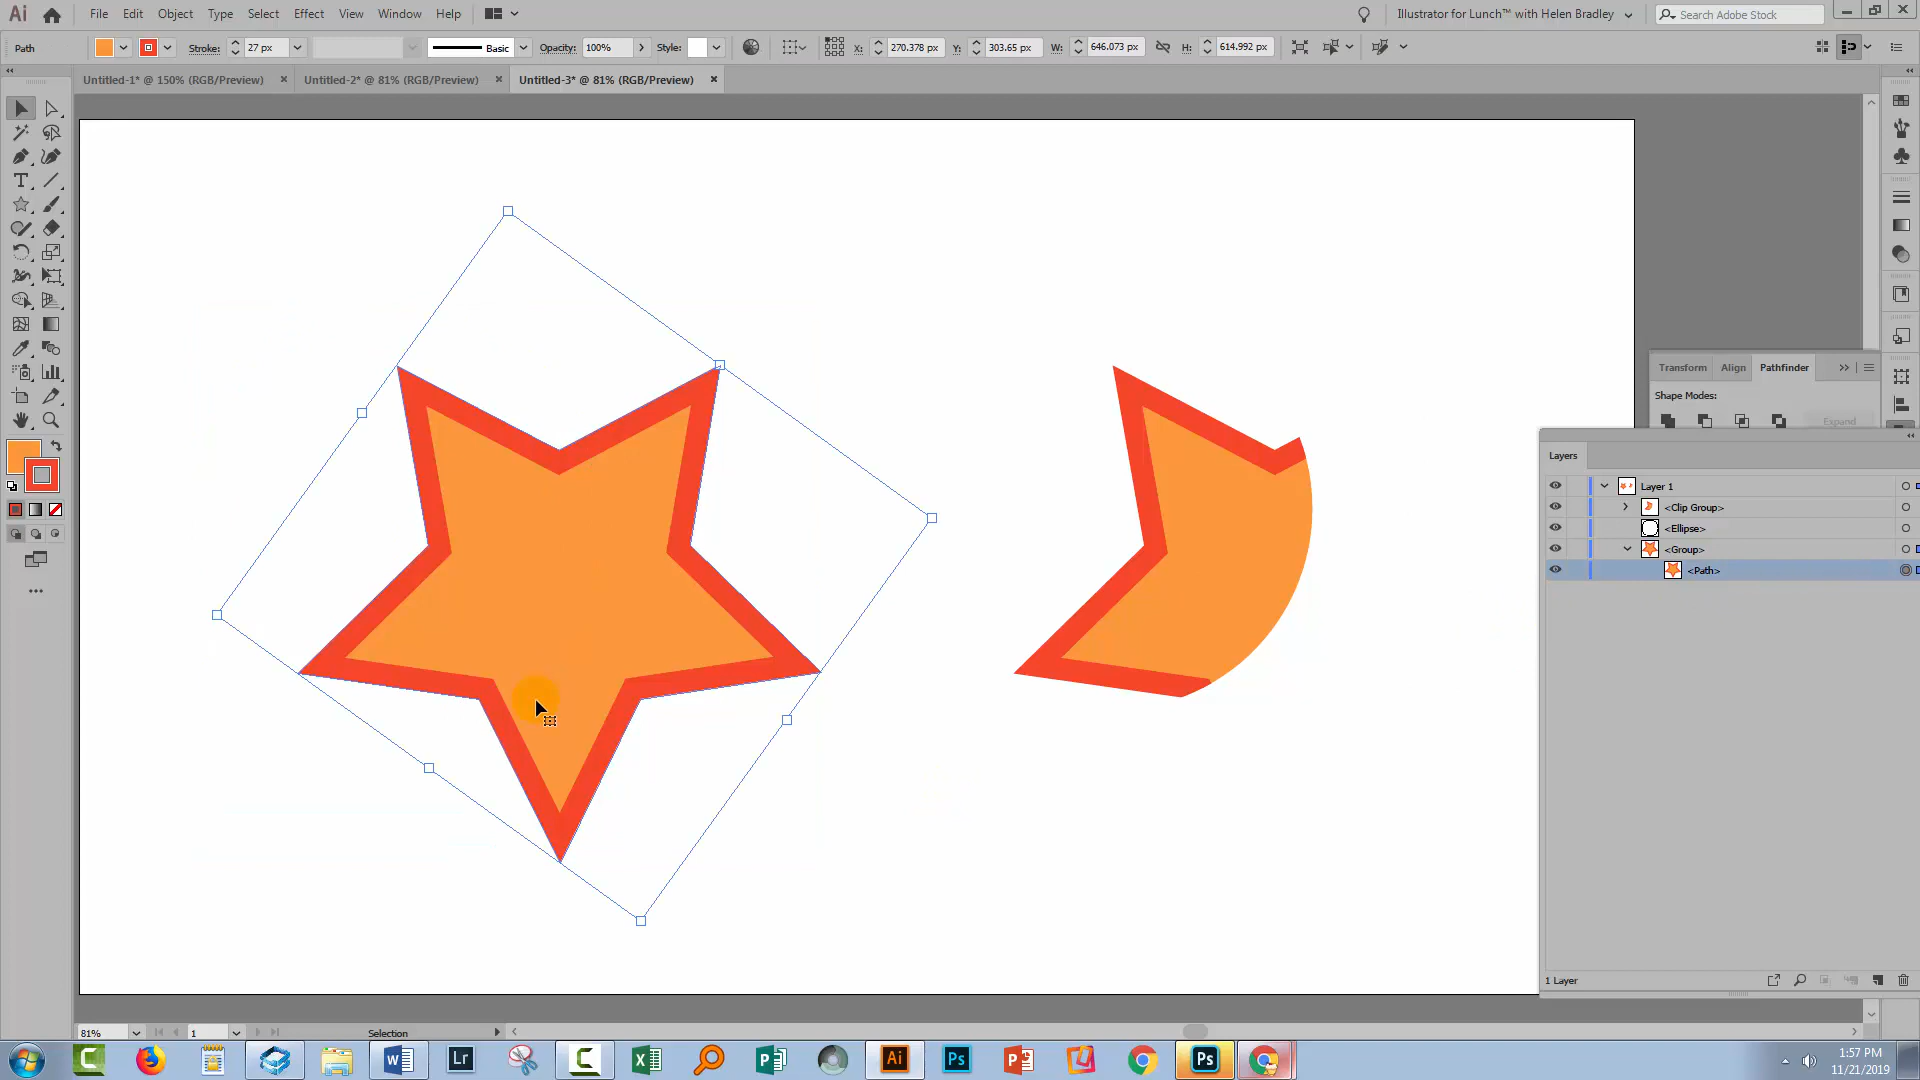 Ai File Edit Object Type Select Effect View Window Help Illustrator for Lunch™ with Helen Bradley Search Adobe Stock
Path Stroke: 27 px Basic Opacity: 100% Style: X: 270.378 px Y: 303.65 px W: 646.073 px H: 614.992 px
Untitled-1* @ 150% (RGB/Preview) Untitled-2* @ 81% (RGB/Preview) Untitled-3* @ 81% (RGB/Preview)
Transform Align Pathfinder
Shape Modes:
Expand
Layers
Layer 1
<Clip Group>
<Ellipse>
<Group>
<Path>
1 Layer
81% 1 Selection
Lr Ai Ps Ps
1:57 PM
11/21/2019